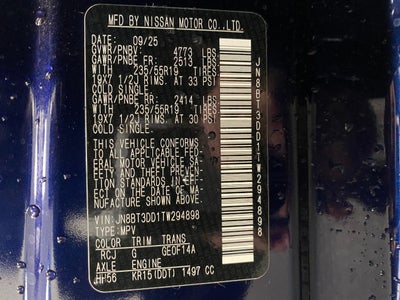 MFD BY NISSAN MOTOR CO.,LTD.
DATE: 09/25
GVWR/PNBV: 4773 LBS
GAWR/PNBE FR: 2513 LBS
WITH 235/55R19 TIRES
19X7 1/2J RIMS. AT 33 PSI
COLD SINGLE.
GAWR/PNBE RR: 2414 LBS
WITH 235/55R19 TIRES
19X7 1/2J RIMS. AT 30 PSI
COLD SINGLE.
THIS VEHICLE CONFORMS
TO ALL APPLICABLE FED-
ERAL MOTOR VEHICLE SA-
FETY AND THEFT PREVEN-
TION STANDARDS IN EFF-
ECT ON THE DATE OF MA-
NUFACTURE SHOWN ABOVE.
VIN: JN8BT3DD1TW294898
TYPE: MPV
COLOR TRIM TRANS
RCJ G
AXLE ENGINE
KR15(DDT) 1497 CC
JN8BT3DD1TW294898